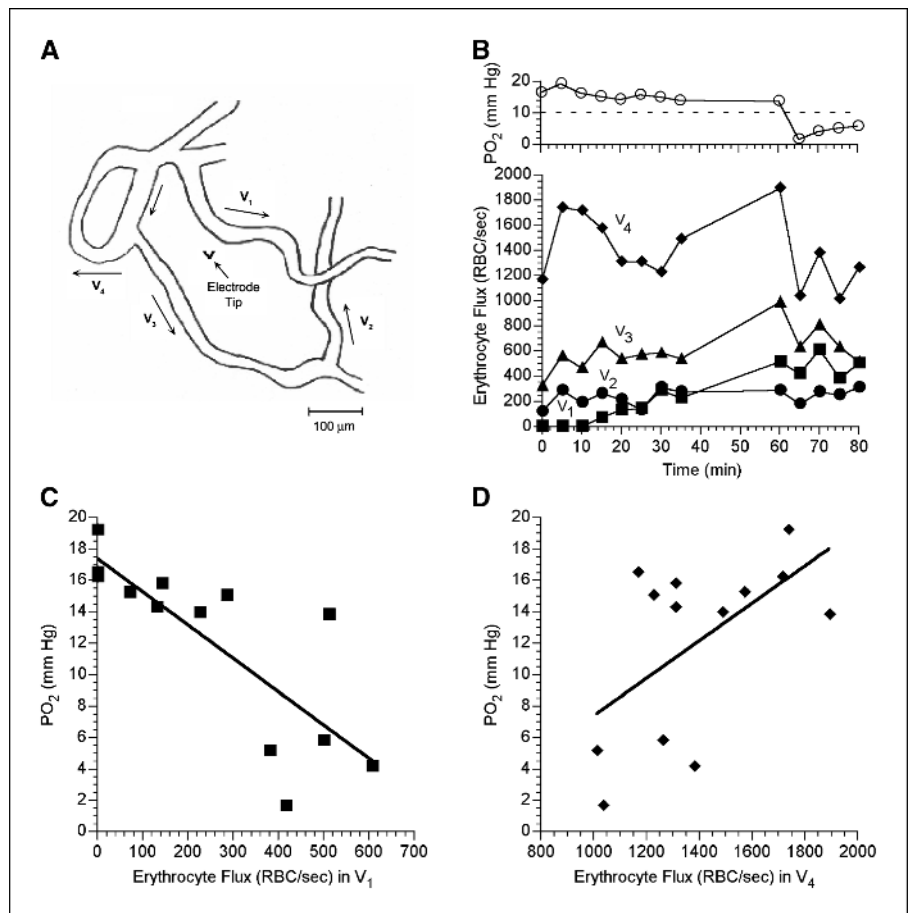 A
V1
V4
V3
V2
Electrode
Tip
100 μm
B
PO2 (mm Hg)
20
10
0
Erythrocyte Flux (RBC/sec)
2000
1800
1600
1400
1200
1000
800
600
400
200
0
V4
V3
V2
V1
0 10 20 30 40 50 60 70 80
Time (min)
C
PO2 (mm Hg)
20
18
16
14
12
10
8
6
4
2
0
0 100 200 300 400 500 600 700
Erythrocyte Flux (RBC/sec) in V1
D
PO2 (mm Hg)
20
18
16
14
12
10
8
6
4
2
0
800 1000 1200 1400 1600 1800 2000
Erythrocyte Flux (RBC/sec) in V4